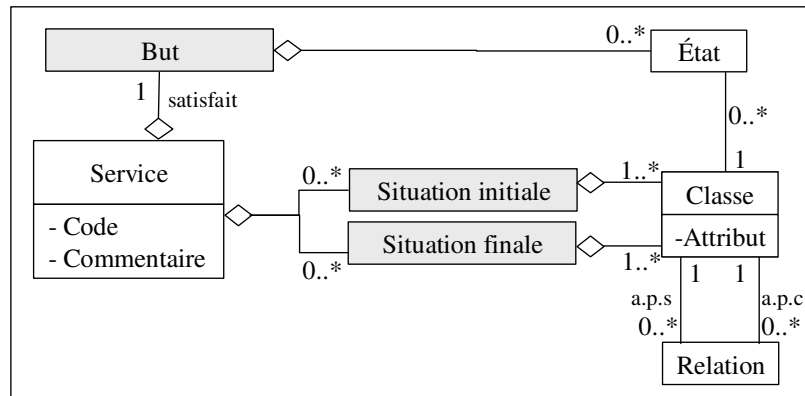 But
0..*
État
1
satisfait
0..*
Service
0..*
1..*
1
Situation initiale
Classe
- Code
- Commentaire
Situation finale
-Attribut
0..*
1..*
1
1
a.p.s
a.p.c
0..*
0..*
Relation